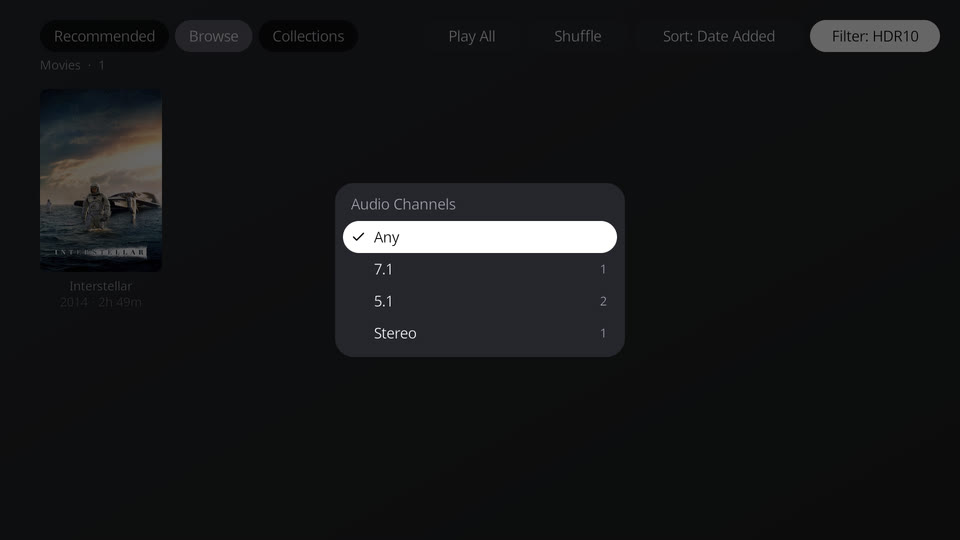 Recommended Browse Collections Play All Shuffle Sort: Date Added Filter: HDR10
Movies · 1
INTERSTELLAR
Interstellar
2014 · 2h 49m
Audio Channels
Any
7.1 1
5.1 2
Stereo 1